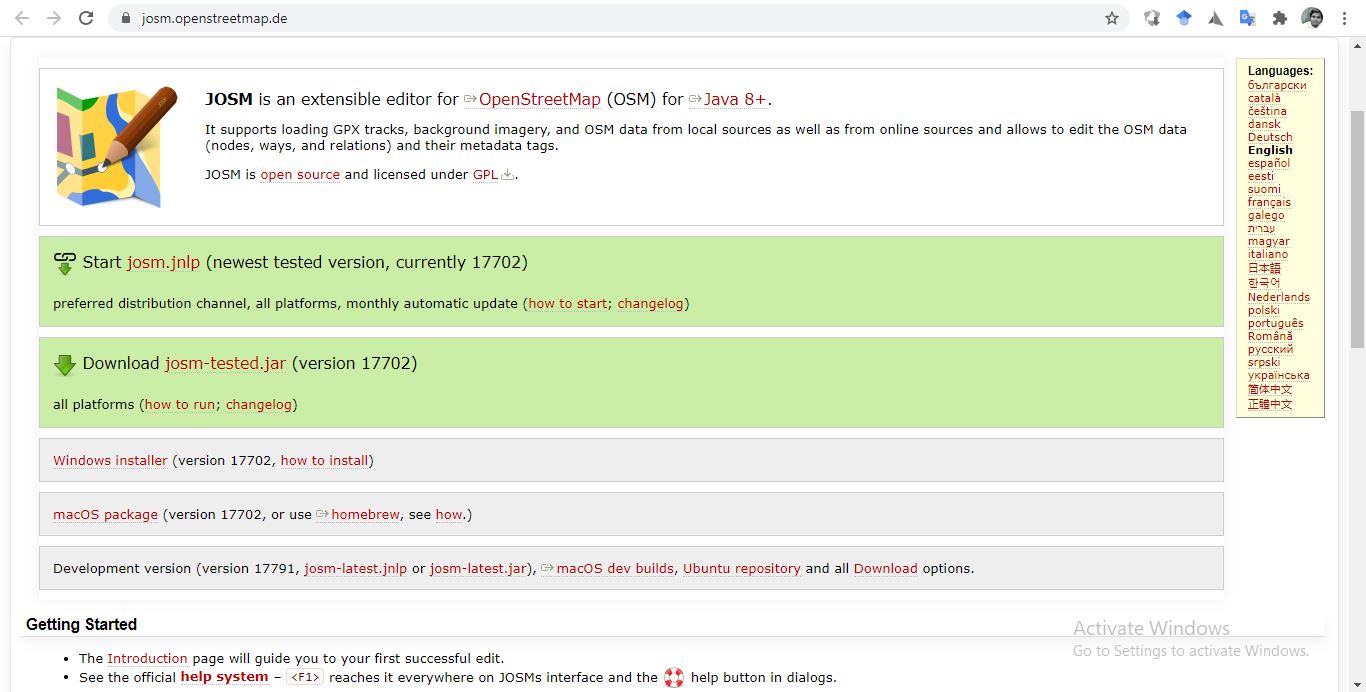 josm.openstreetmap.de
JOSM is an extensible editor for OpenStreetMap (OSM) for Java 8+.
It supports loading GPX tracks, background imagery, and OSM data from local sources as well as from online sources and allows to edit the OSM data
(nodes, ways, and relations) and their metadata tags.
JOSM is open source and licensed under GPL.
Start josm.jnlp (newest tested version, currently 17702)
preferred distribution channel, all platforms, monthly automatic update (how to start; changelog)
Download josm-tested.jar (version 17702)
all platforms (how to run; changelog)
Windows installer (version 17702, how to install)
macOS package (version 17702, or use homebrew, see how.)
Development version (version 17791, josm-latest.jnlp or josm-latest.jar), macOS dev builds, Ubuntu repository and all Download options.
Getting Started
• The Introduction page will guide you to your first successful edit.
• See the official help system – <F1> reaches it everywhere on JOSMs interface and the help button in dialogs.
Languages:
български
català
čeština
dansk
Deutsch
English
español
eesti
suomi
français
galego
עברית
magyar
italiano
日本語
한국어
Nederlands
polski
português
Română
русский
srpski
українська
简体中文
正體中文
Activate Windows
Go to Settings to activate Windows.